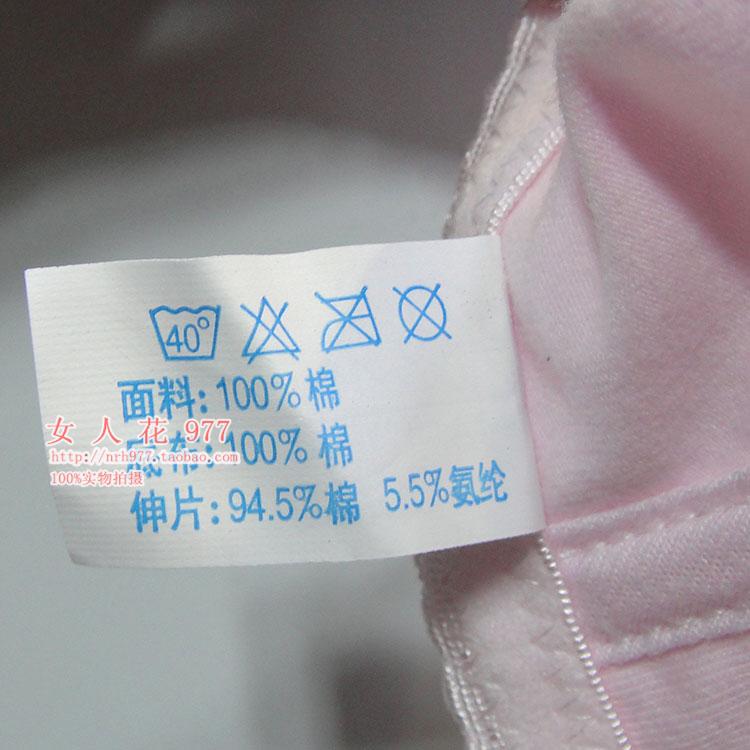 40°
面料:100%棉
女人花977
底布:100%棉
http://nrh977.taobao.com
100%实物拍摄
伸片:94.5%棉 5.5%氨纶